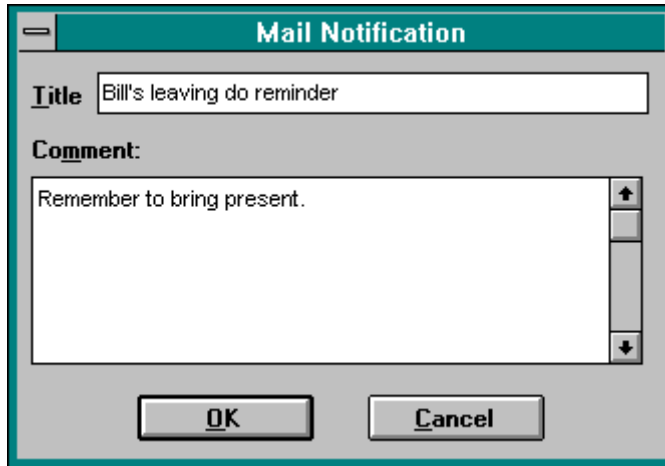 Mail Notification
Title Bill's leaving do reminder
Comment:
Remember to bring present.
OK Cancel